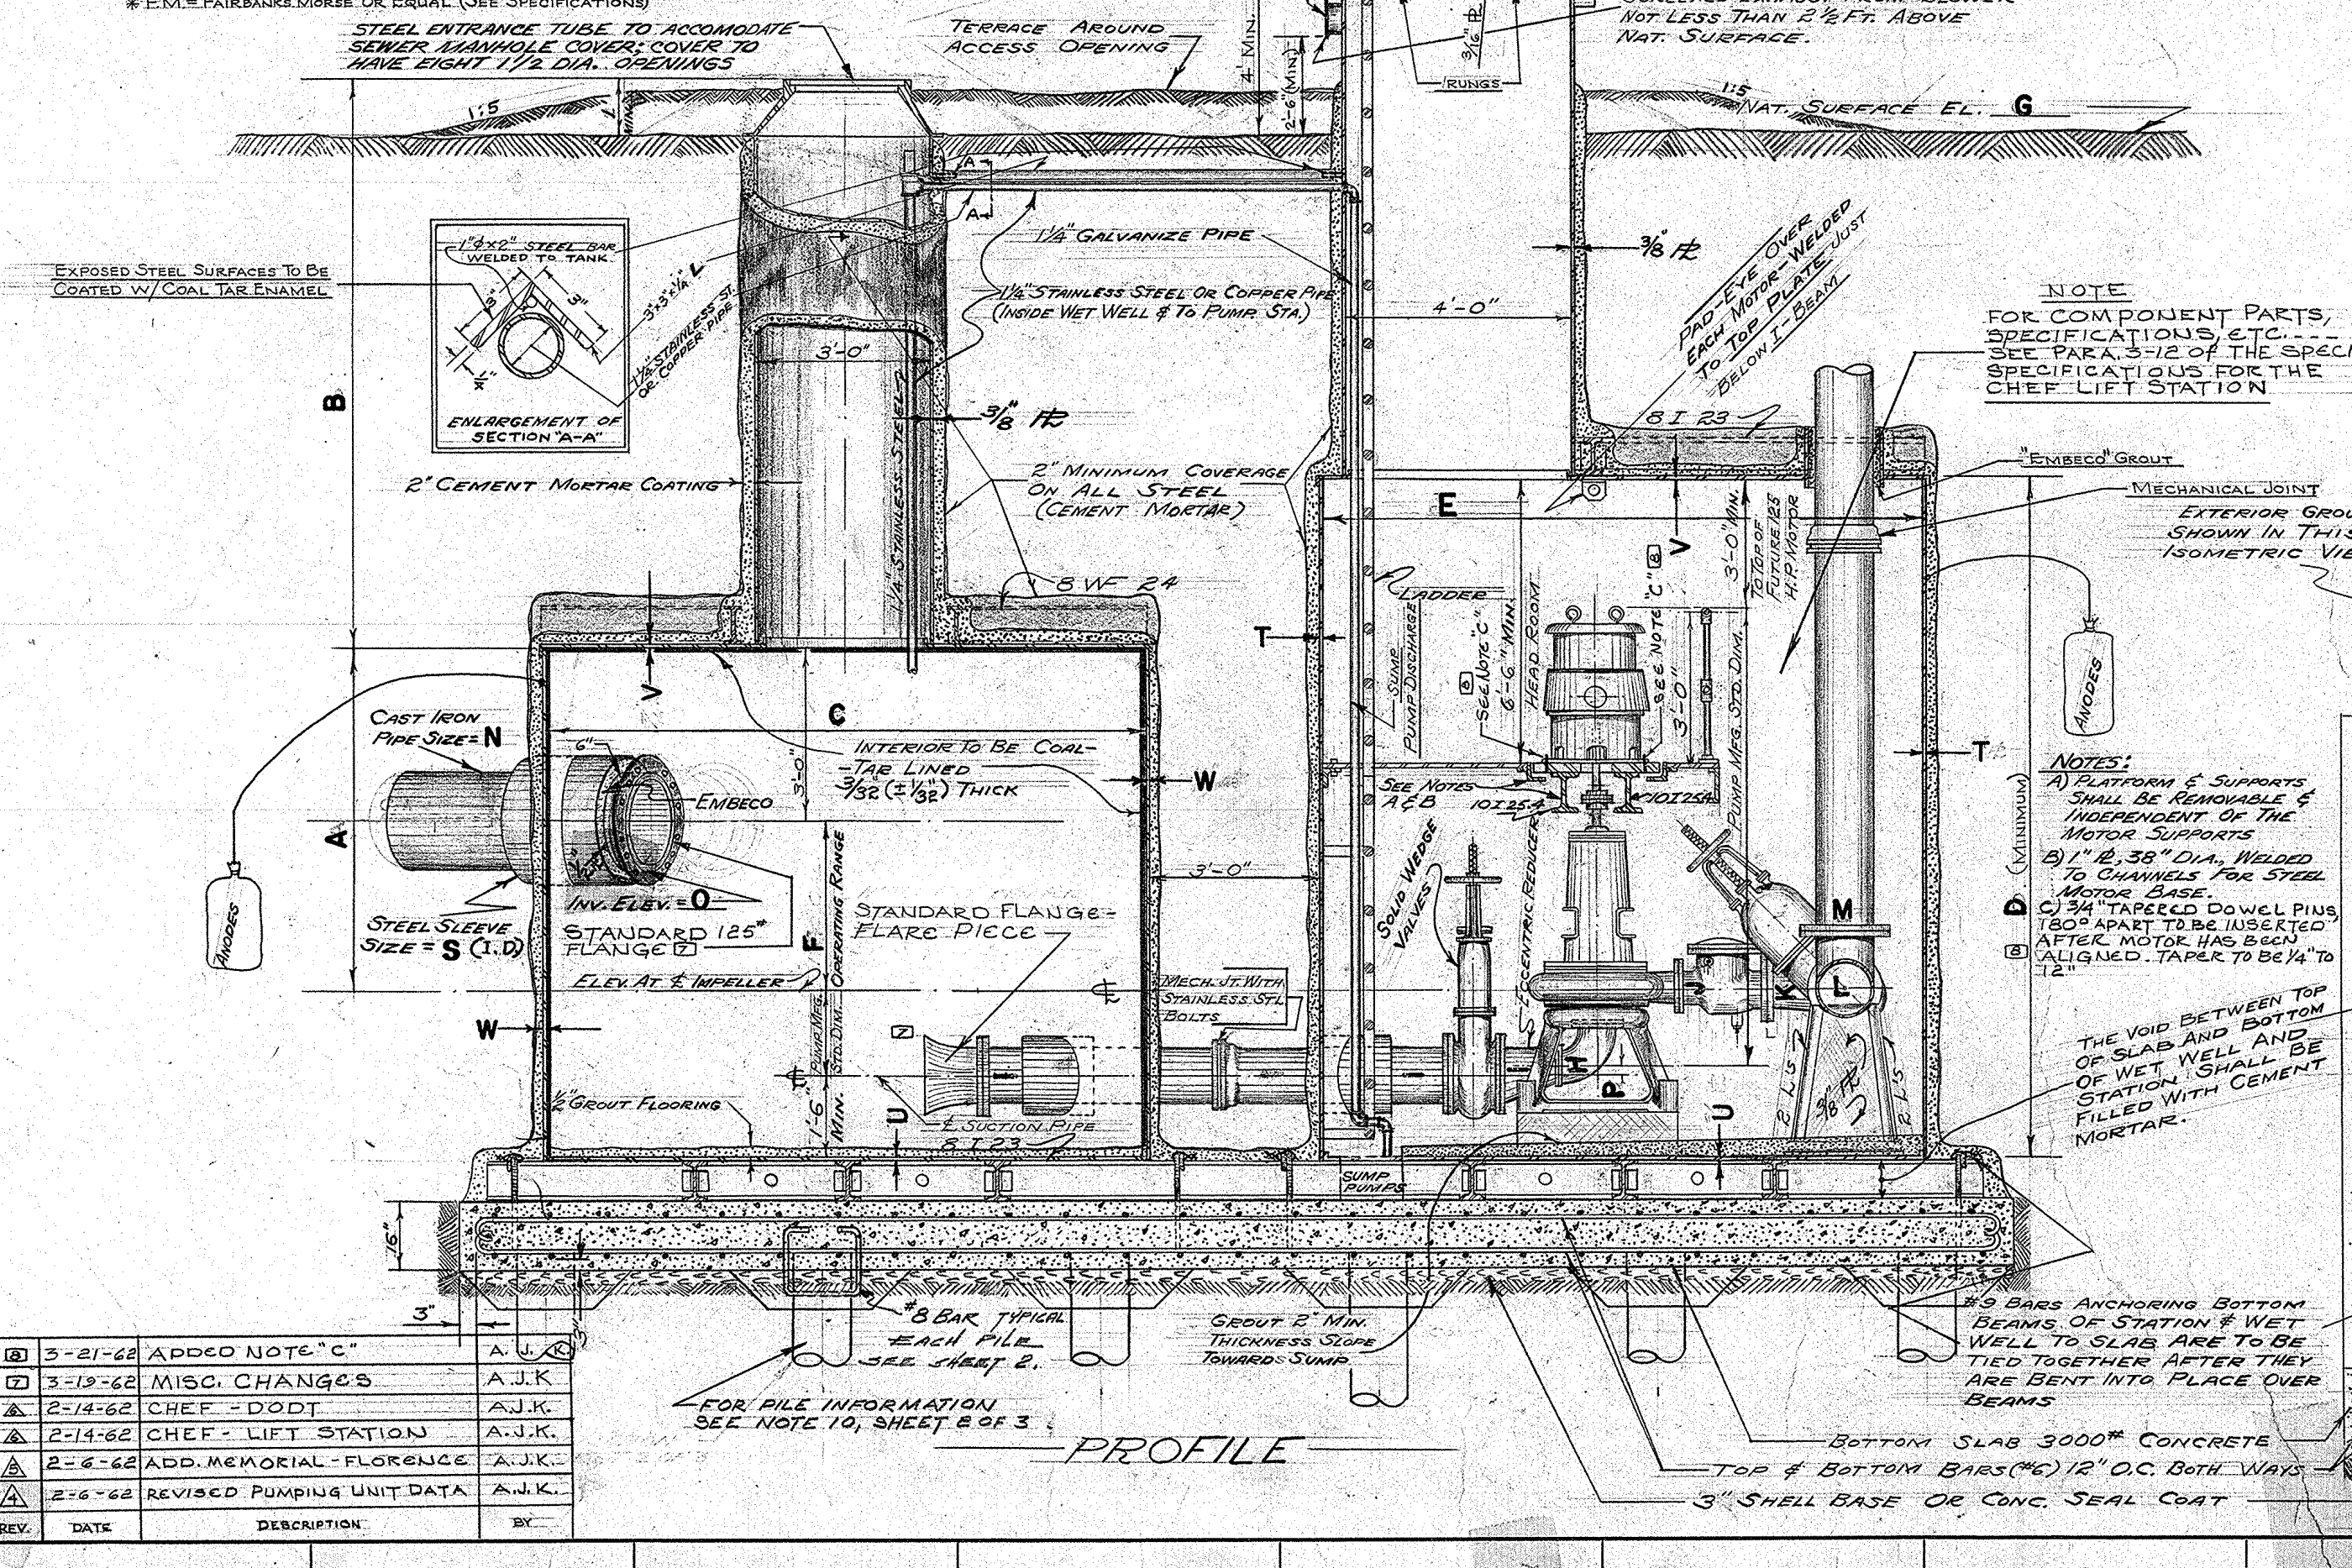 * F.M. = FAIRBANKS MORSE OR EQUAL (SEE SPECIFICATIONS)
STEEL ENTRANCE TUBE TO ACCOMODATE
SEWER MANHOLE COVER; COVER TO
HAVE EIGHT 1 1/2 DIA. OPENINGS
TERRACE AROUND
ACCESS OPENING
4' MIN
2'-6" (MIN)
3/16" PL
RUNGS
NOT LESS THAN 2 1/2 FT. ABOVE
NAT. SURFACE.
1:5
1' MIN.
1:5
NAT. SURFACE EL. G
B
1"φ x 2" STEEL BAR
WELDED TO TANK
3"
3"
1/2"
3"x3"x1/4" L
1 1/4" STAINLESS ST.
OR COPPER PIPE
ENLARGEMENT OF
SECTION "A-A"
EXPOSED STEEL SURFACES TO BE
COATED W/ COAL TAR ENAMEL
A
A
1 1/4" GALVANIZE PIPE
1 1/4" STAINLESS STEEL OR COPPER PIPE
(INSIDE WET WELL & TO PUMP STA.)
3'-0"
3/8" PL
1 1/4" STAINLESS STEEL
4'-0"
3/8" PL
PAD-EYE OVER
EACH MOTOR-WELDED
TO TOP PLATE JUST
BELOW I-BEAM
NOTE
FOR COMPONENT PARTS,
SPECIFICATIONS, ETC.----
SEE PARA. 3-12 OF THE SPECI
SPECIFICATIONS FOR THE
CHEF LIFT STATION
8 I 23
2" CEMENT MORTAR COATING
2" MINIMUM COVERAGE
ON ALL STEEL
(CEMENT MORTAR)
"EMBECO" GROUT
MECHANICAL JOINT
EXTERIOR GROU
SHOWN IN THIS
ISOMETRIC VIE
E
V
3'-0" MIN.
TO TOP OF
FUTURE 125
H.P. MOTOR
8 WF 24
LADDER
SUMP
PUMP DISCHARGE
SEE NOTE "C" 8
6'-6" MIN.
HEAD ROOM
SEE NOTE "C" 8
3'-0"
PUMP MFG. STD. DIM.
T
V
C
3'-0"
CAST IRON
PIPE SIZE = N
6"
INTERIOR TO BE COAL-
-TAR LINED
3/32" (±1/32") THICK
EMBECO
W
A
ANODES
ANODES
T
SEE NOTES
A & B
10 I 25.4
10 I 25.4
3'-0"
SOLID WEDGE
VALVES
ECCENTRIC REDUCER
NOTES:
A) PLATFORM & SUPPORTS
SHALL BE REMOVABLE &
INDEPENDENT OF THE
MOTOR SUPPORTS
B) 1" PL, 38" DIA., WELDED
TO CHANNELS FOR STEEL
MOTOR BASE.
C) 3/4" TAPERED DOWEL PINS,
180° APART TO BE INSERTED
AFTER MOTOR HAS BEEN
8 ALIGNED. TAPER TO BE 1/4" TO
12"
D (MINIMUM)
INV. ELEV. = O
STEEL SLEEVE
SIZE = S (I.D)
STANDARD 125#
FLANGE 7
STANDARD FLANGE-
FLARE PIECE
F OPERATING RANGE
ELEV. AT ℄ IMPELLER
℄
MECH. JT. WITH
STAINLESS STL
BOLTS
M
L
K
J
W
7
PUMP MFG.
STD. DIM.
℄
1'-6"
MIN.
I
H
P
2 L'S
3/8" PL
2 L'S
THE VOID BETWEEN TOP
OF SLAB AND BOTTOM
OF WET WELL AND
STATION SHALL BE
FILLED WITH CEMENT
MORTAR.
1/2" GROUT FLOORING
U
℄ SUCTION PIPE
8 I 23
U
SUMP
PUMPS
16"
3"
3"
#8 BAR TYPICAL
EACH PILE
SEE SHEET 2.
GROUT 2" MIN.
THICKNESS SLOPE
TOWARDS SUMP
#9 BARS ANCHORING BOTTOM
BEAMS OF STATION & WET
WELL TO SLAB ARE TO BE
TIED TOGETHER AFTER THEY
ARE BENT INTO PLACE OVER
BEAMS
FOR PILE INFORMATION
SEE NOTE 10, SHEET 2 OF 3.
PROFILE
BOTTOM SLAB 3000# CONCRETE
TOP & BOTTOM BARS (#6) 12" O.C. BOTH WAYS
3" SHELL BASE OR CONC. SEAL COAT
8 3-21-62 ADDED NOTE "C" A.J.K
7 3-19-62 MISC. CHANGES A.J.K
6 2-14-62 CHEF - DODT A.J.K.
6 2-14-62 CHEF - LIFT STATION A.J.K.
5 2-6-62 ADD. MEMORIAL - FLORENCE A.J.K.
4 2-6-62 REVISED PUMPING UNIT DATA A.J.K.
REV. DATE DESCRIPTION BY